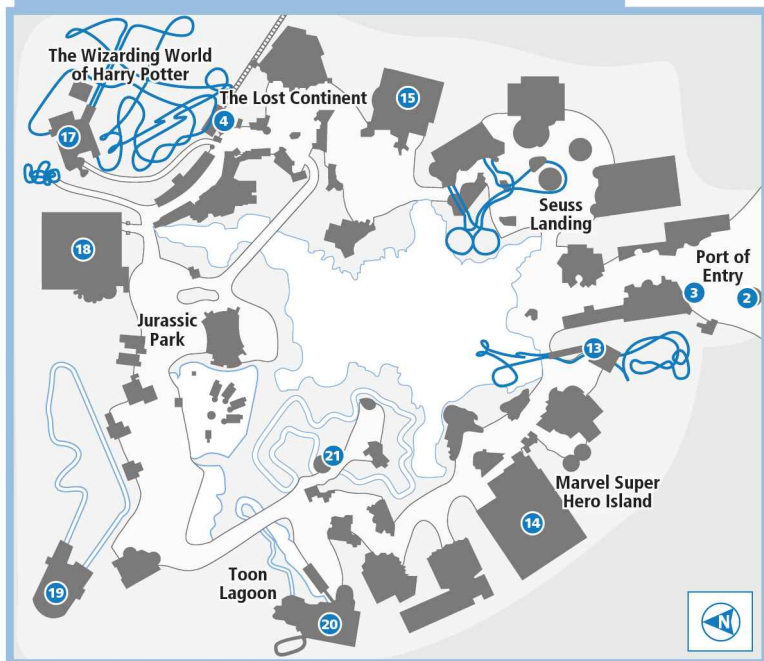 The Wizarding World
of Harry Potter
The Lost Continent
15
4
17
Seuss
Landing
18
Port of
Entry
3
2
Jurassic
Park
13
21
Marvel Super
Hero Island
14
Toon
Lagoon
19
20
N